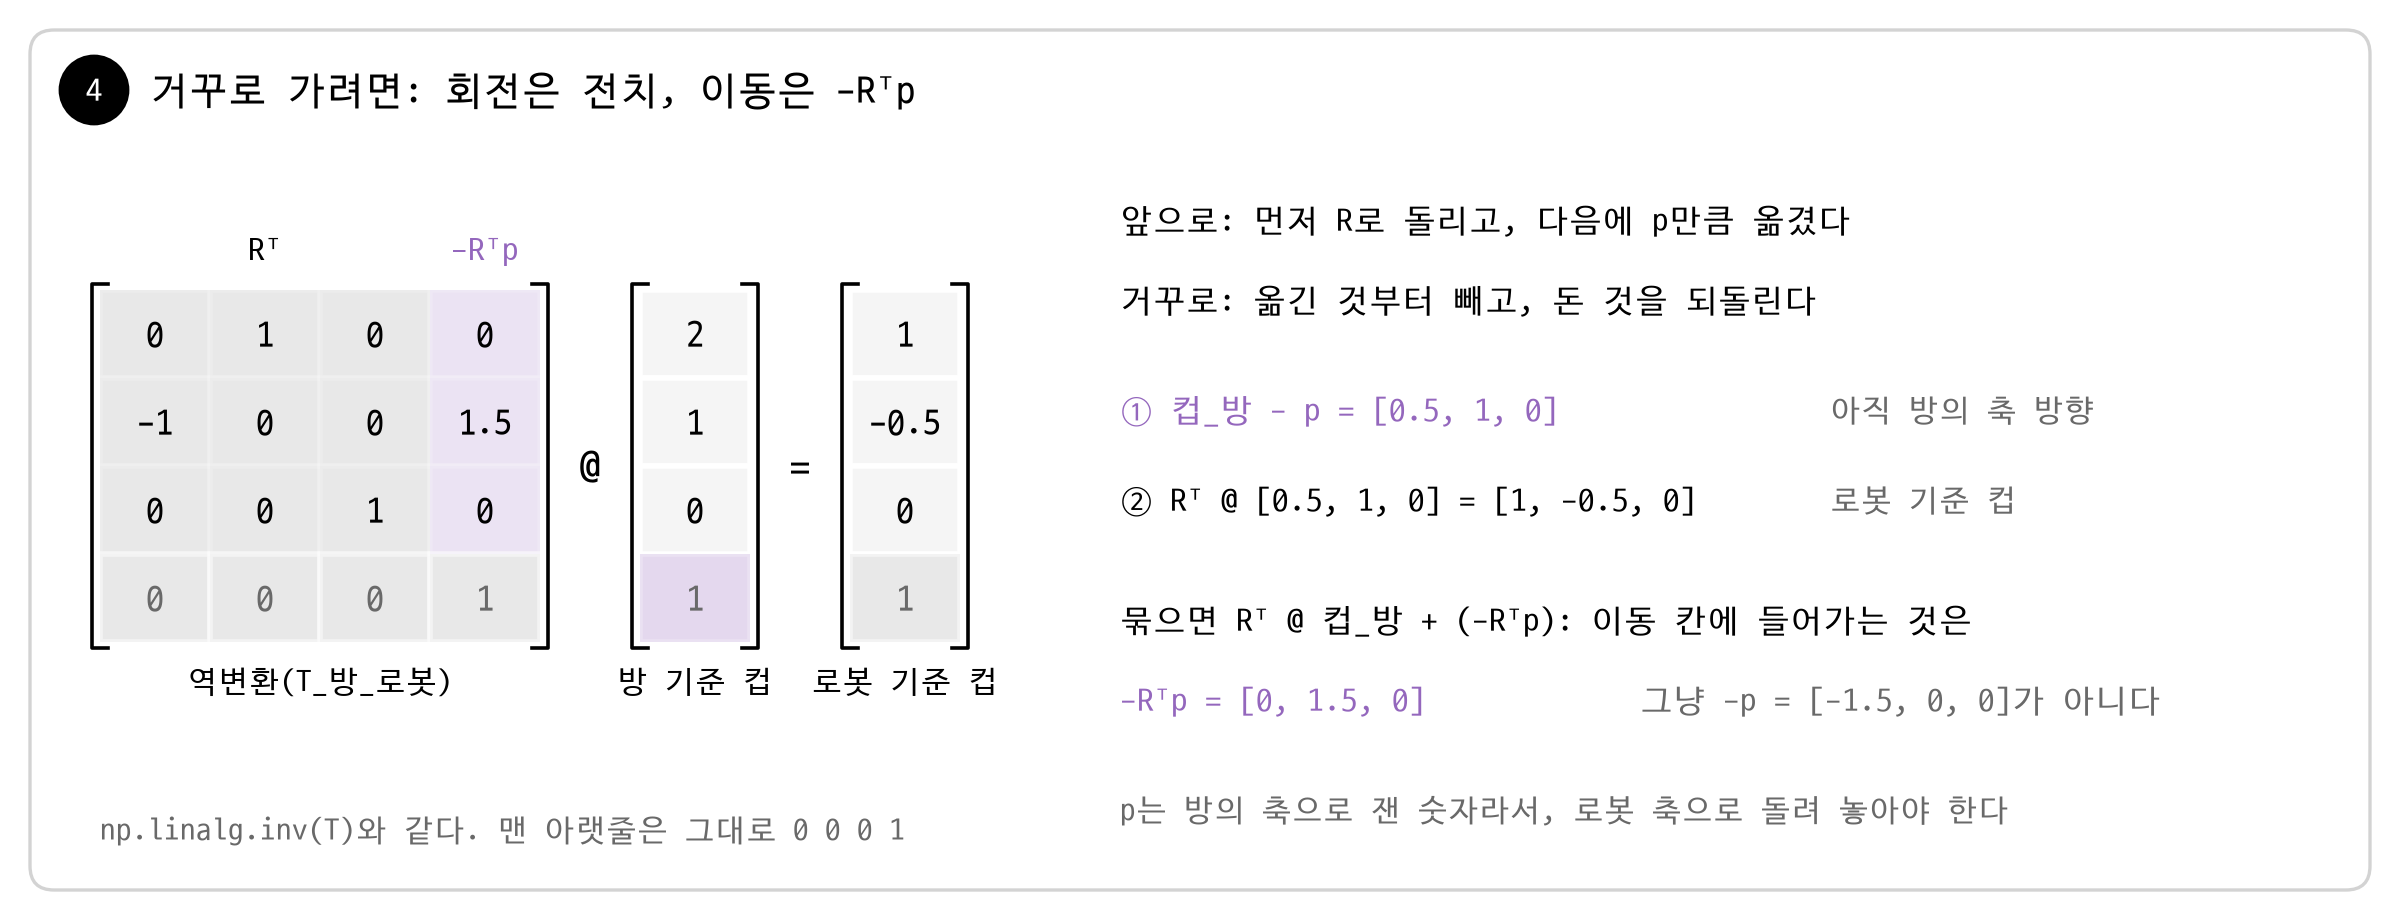 4 거꾸로 가려면: 회전은 전치, 이동은 −Rᵀp
Rᵀ −Rᵀp
0 1 0 0
−1 0 0 1.5
0 0 1 0
0 0 0 1
역변환(T_방_로봇)
@
2
1
0
1
방 기준 컵
=
1
−0.5
0
1
로봇 기준 컵
np.linalg.inv(T)와 같다. 맨 아랫줄은 그대로 0 0 0 1
앞으로: 먼저 R로 돌리고, 다음에 p만큼 옮겼다
거꾸로: 옮긴 것부터 빼고, 돈 것을 되돌린다
① 컵_방 − p = [0.5, 1, 0] 아직 방의 축 방향
② Rᵀ @ [0.5, 1, 0] = [1, −0.5, 0] 로봇 기준 컵
묶으면 Rᵀ @ 컵_방 + (−Rᵀp): 이동 칸에 들어가는 것은
−Rᵀp = [0, 1.5, 0] 그냥 −p = [−1.5, 0, 0]가 아니다
p는 방의 축으로 잰 숫자라서, 로봇 축으로 돌려 놓아야 한다